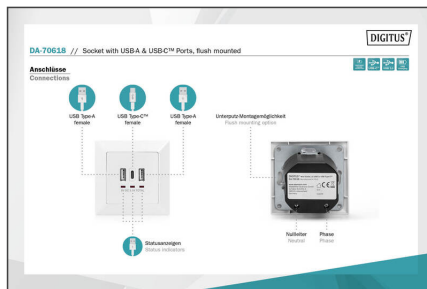 DIGITUS®
DA-70618 // Socket with USB-A & USB-C™ Ports, flush mounted
Anschlüsse
Connections
USB Type-A
female
USB Type-C™
female
USB Type-A
female
Unterputz-Montagemöglichkeit
Flush mounting option
Statusanzeigen
Status indicators
Nullleiter
Neutral
Phase
Phase